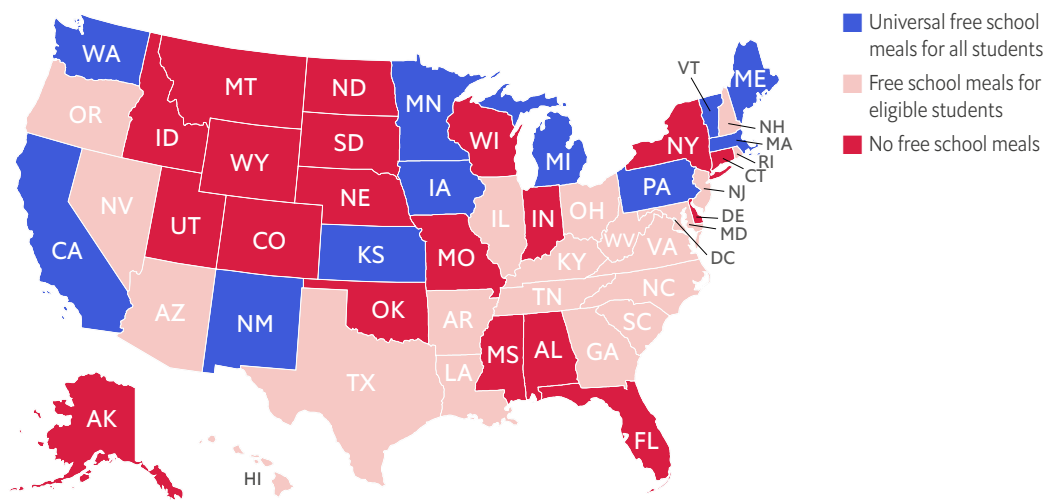 WA
MT
ND
MN
VT
ME
OR
ID
SD
WI
NY
NH
MA
RI
WY
MI
CT
NV
NE
IA
PA
NJ
UT
CO
IL
IN
OH
DE
MD
CA
KS
MO
WV
VA
DC
KY
AZ
NM
OK
AR
TN
NC
SC
TX
LA
MS
AL
GA
AK
FL
HI
Universal free school
meals for all students
Free school meals for
eligible students
No free school meals